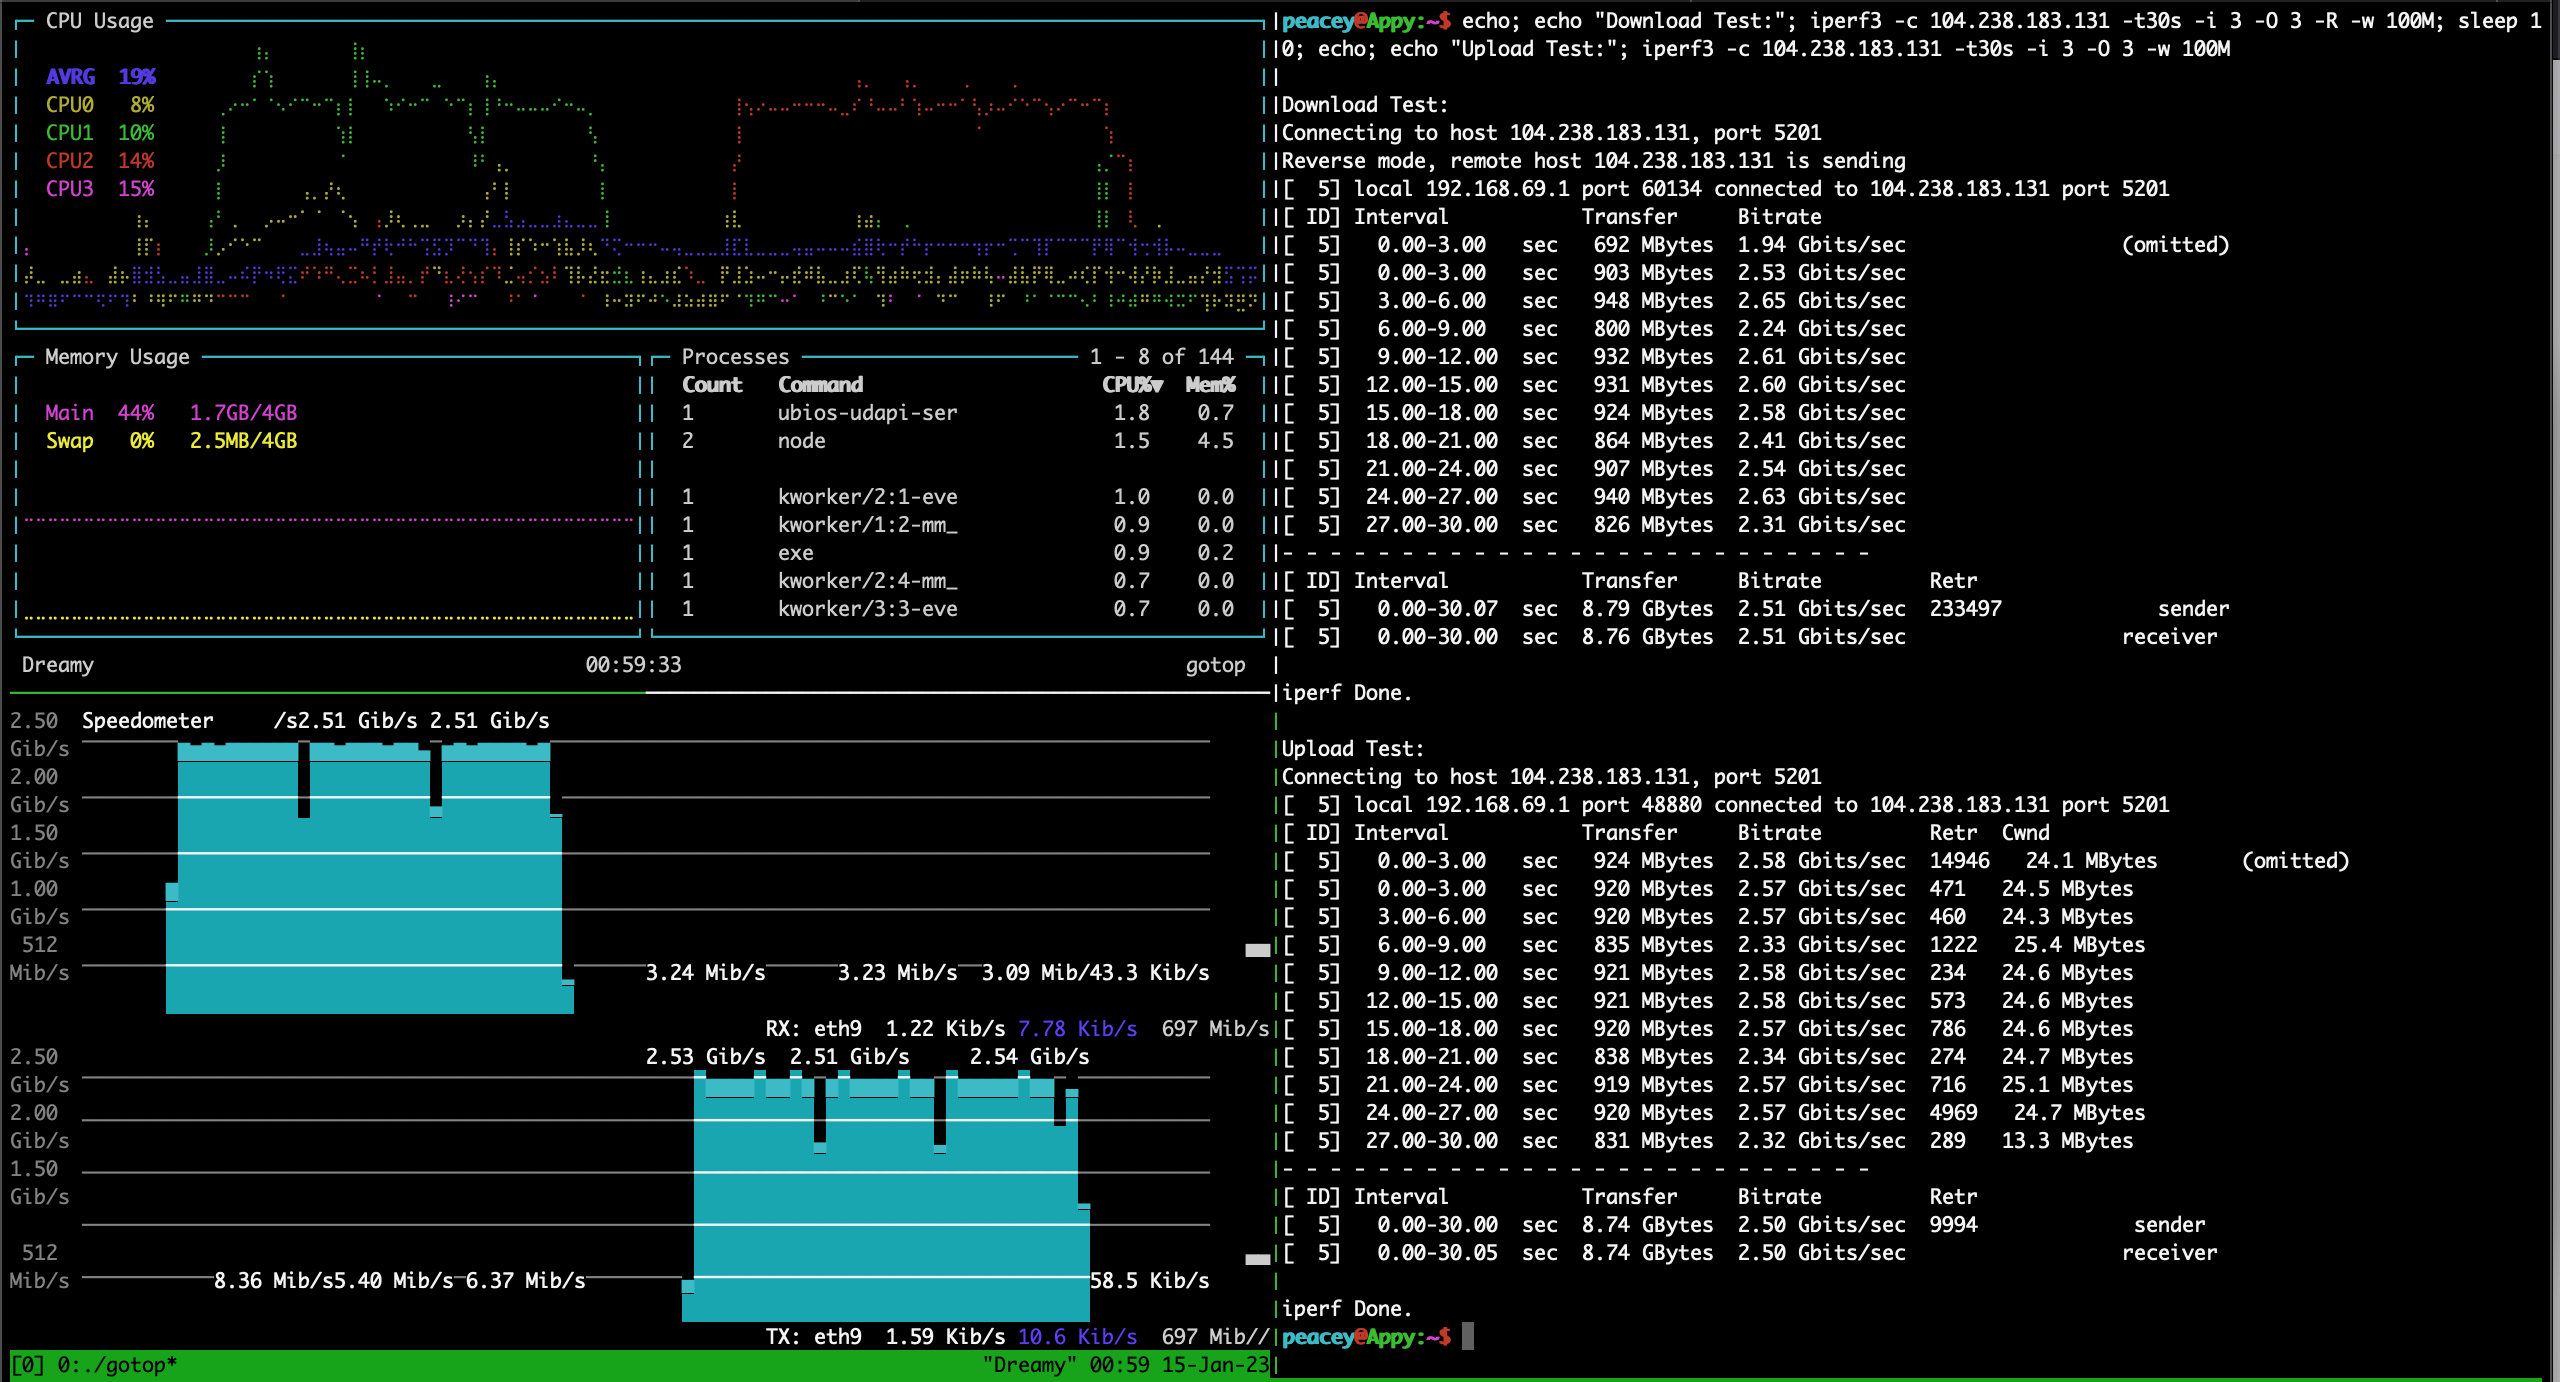 CPU Usage
AVRG 19%
CPU0 8%
CPU1 10%
CPU2 14%
CPU3 15%
Memory Usage
Main 44% 1.7GB/4GB
Swap 0% 2.5MB/4GB
Processes 1 - 8 of 144
Count Command CPU%▼ Mem%
1 ubios-udapi-ser 1.8 0.7
2 node 1.5 4.5
1 kworker/2:1-eve 1.0 0.0
1 kworker/1:2-mm_ 0.9 0.0
1 exe 0.9 0.2
1 kworker/2:4-mm_ 0.7 0.0
1 kworker/3:3-eve 0.7 0.0
Dreamy 00:59:33 gotop
2.50 Speedometer /s2.51 Gib/s 2.51 Gib/s
Gib/s
2.00
Gib/s
1.50
Gib/s
1.00
Gib/s
512
Mib/s 3.24 Mib/s 3.23 Mib/s 3.09 Mib/43.3 Kib/s
RX: eth9 1.22 Kib/s 7.78 Kib/s 697 Mib/s
2.50 2.53 Gib/s 2.51 Gib/s 2.54 Gib/s
Gib/s
2.00
Gib/s
1.50
Gib/s
512
Mib/s 8.36 Mib/s5.40 Mib/s 6.37 Mib/s 58.5 Kib/s
TX: eth9 1.59 Kib/s 10.6 Kib/s 697 Mib//
[0] 0:./gotop* "Dreamy" 00:59 15-Jan-23
peacey@Appy:~$ echo; echo "Download Test:"; iperf3 -c 104.238.183.131 -t30s -i 3 -O 3 -R -w 100M; sleep 1
0; echo; echo "Upload Test:"; iperf3 -c 104.238.183.131 -t30s -i 3 -O 3 -w 100M
Download Test:
Connecting to host 104.238.183.131, port 5201
Reverse mode, remote host 104.238.183.131 is sending
[ 5] local 192.168.69.1 port 60134 connected to 104.238.183.131 port 5201
[ ID] Interval Transfer Bitrate
[ 5] 0.00-3.00 sec 692 MBytes 1.94 Gbits/sec (omitted)
[ 5] 0.00-3.00 sec 903 MBytes 2.53 Gbits/sec
[ 5] 3.00-6.00 sec 948 MBytes 2.65 Gbits/sec
[ 5] 6.00-9.00 sec 800 MBytes 2.24 Gbits/sec
[ 5] 9.00-12.00 sec 932 MBytes 2.61 Gbits/sec
[ 5] 12.00-15.00 sec 931 MBytes 2.60 Gbits/sec
[ 5] 15.00-18.00 sec 924 MBytes 2.58 Gbits/sec
[ 5] 18.00-21.00 sec 864 MBytes 2.41 Gbits/sec
[ 5] 21.00-24.00 sec 907 MBytes 2.54 Gbits/sec
[ 5] 24.00-27.00 sec 940 MBytes 2.63 Gbits/sec
[ 5] 27.00-30.00 sec 826 MBytes 2.31 Gbits/sec
- - - - - - - - - - - - - - - - - - - - - - - - -
[ ID] Interval Transfer Bitrate Retr
[ 5] 0.00-30.07 sec 8.79 GBytes 2.51 Gbits/sec 233497 sender
[ 5] 0.00-30.00 sec 8.76 GBytes 2.51 Gbits/sec receiver
iperf Done.
Upload Test:
Connecting to host 104.238.183.131, port 5201
[ 5] local 192.168.69.1 port 48880 connected to 104.238.183.131 port 5201
[ ID] Interval Transfer Bitrate Retr Cwnd
[ 5] 0.00-3.00 sec 924 MBytes 2.58 Gbits/sec 14946 24.1 MBytes (omitted)
[ 5] 0.00-3.00 sec 920 MBytes 2.57 Gbits/sec 471 24.5 MBytes
[ 5] 3.00-6.00 sec 920 MBytes 2.57 Gbits/sec 460 24.3 MBytes
[ 5] 6.00-9.00 sec 835 MBytes 2.33 Gbits/sec 1222 25.4 MBytes
[ 5] 9.00-12.00 sec 921 MBytes 2.58 Gbits/sec 234 24.6 MBytes
[ 5] 12.00-15.00 sec 921 MBytes 2.58 Gbits/sec 573 24.6 MBytes
[ 5] 15.00-18.00 sec 920 MBytes 2.57 Gbits/sec 786 24.6 MBytes
[ 5] 18.00-21.00 sec 838 MBytes 2.34 Gbits/sec 274 24.7 MBytes
[ 5] 21.00-24.00 sec 919 MBytes 2.57 Gbits/sec 716 25.1 MBytes
[ 5] 24.00-27.00 sec 920 MBytes 2.57 Gbits/sec 4969 24.7 MBytes
[ 5] 27.00-30.00 sec 831 MBytes 2.32 Gbits/sec 289 13.3 MBytes
- - - - - - - - - - - - - - - - - - - - - - - - -
[ ID] Interval Transfer Bitrate Retr
[ 5] 0.00-30.00 sec 8.74 GBytes 2.50 Gbits/sec 9994 sender
[ 5] 0.00-30.05 sec 8.74 GBytes 2.50 Gbits/sec receiver
iperf Done.
peacey@Appy:~$